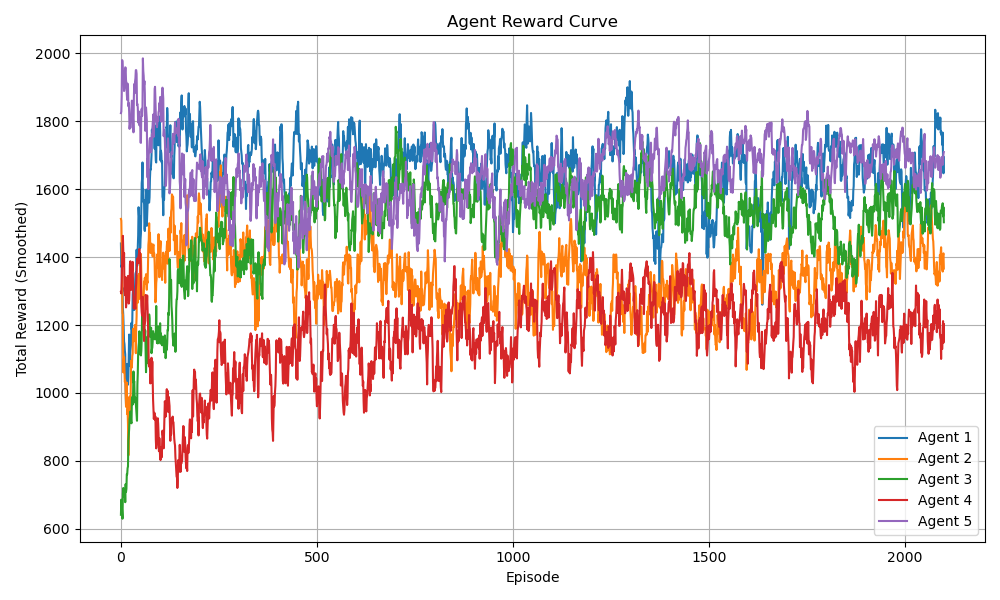 Agent Reward Curve
Total Reward (Smoothed)
2000
1800
1600
1400
1200
1000
800
600
0
500
1000
1500
2000
Episode
Agent 1
Agent 2
Agent 3
Agent 4
Agent 5